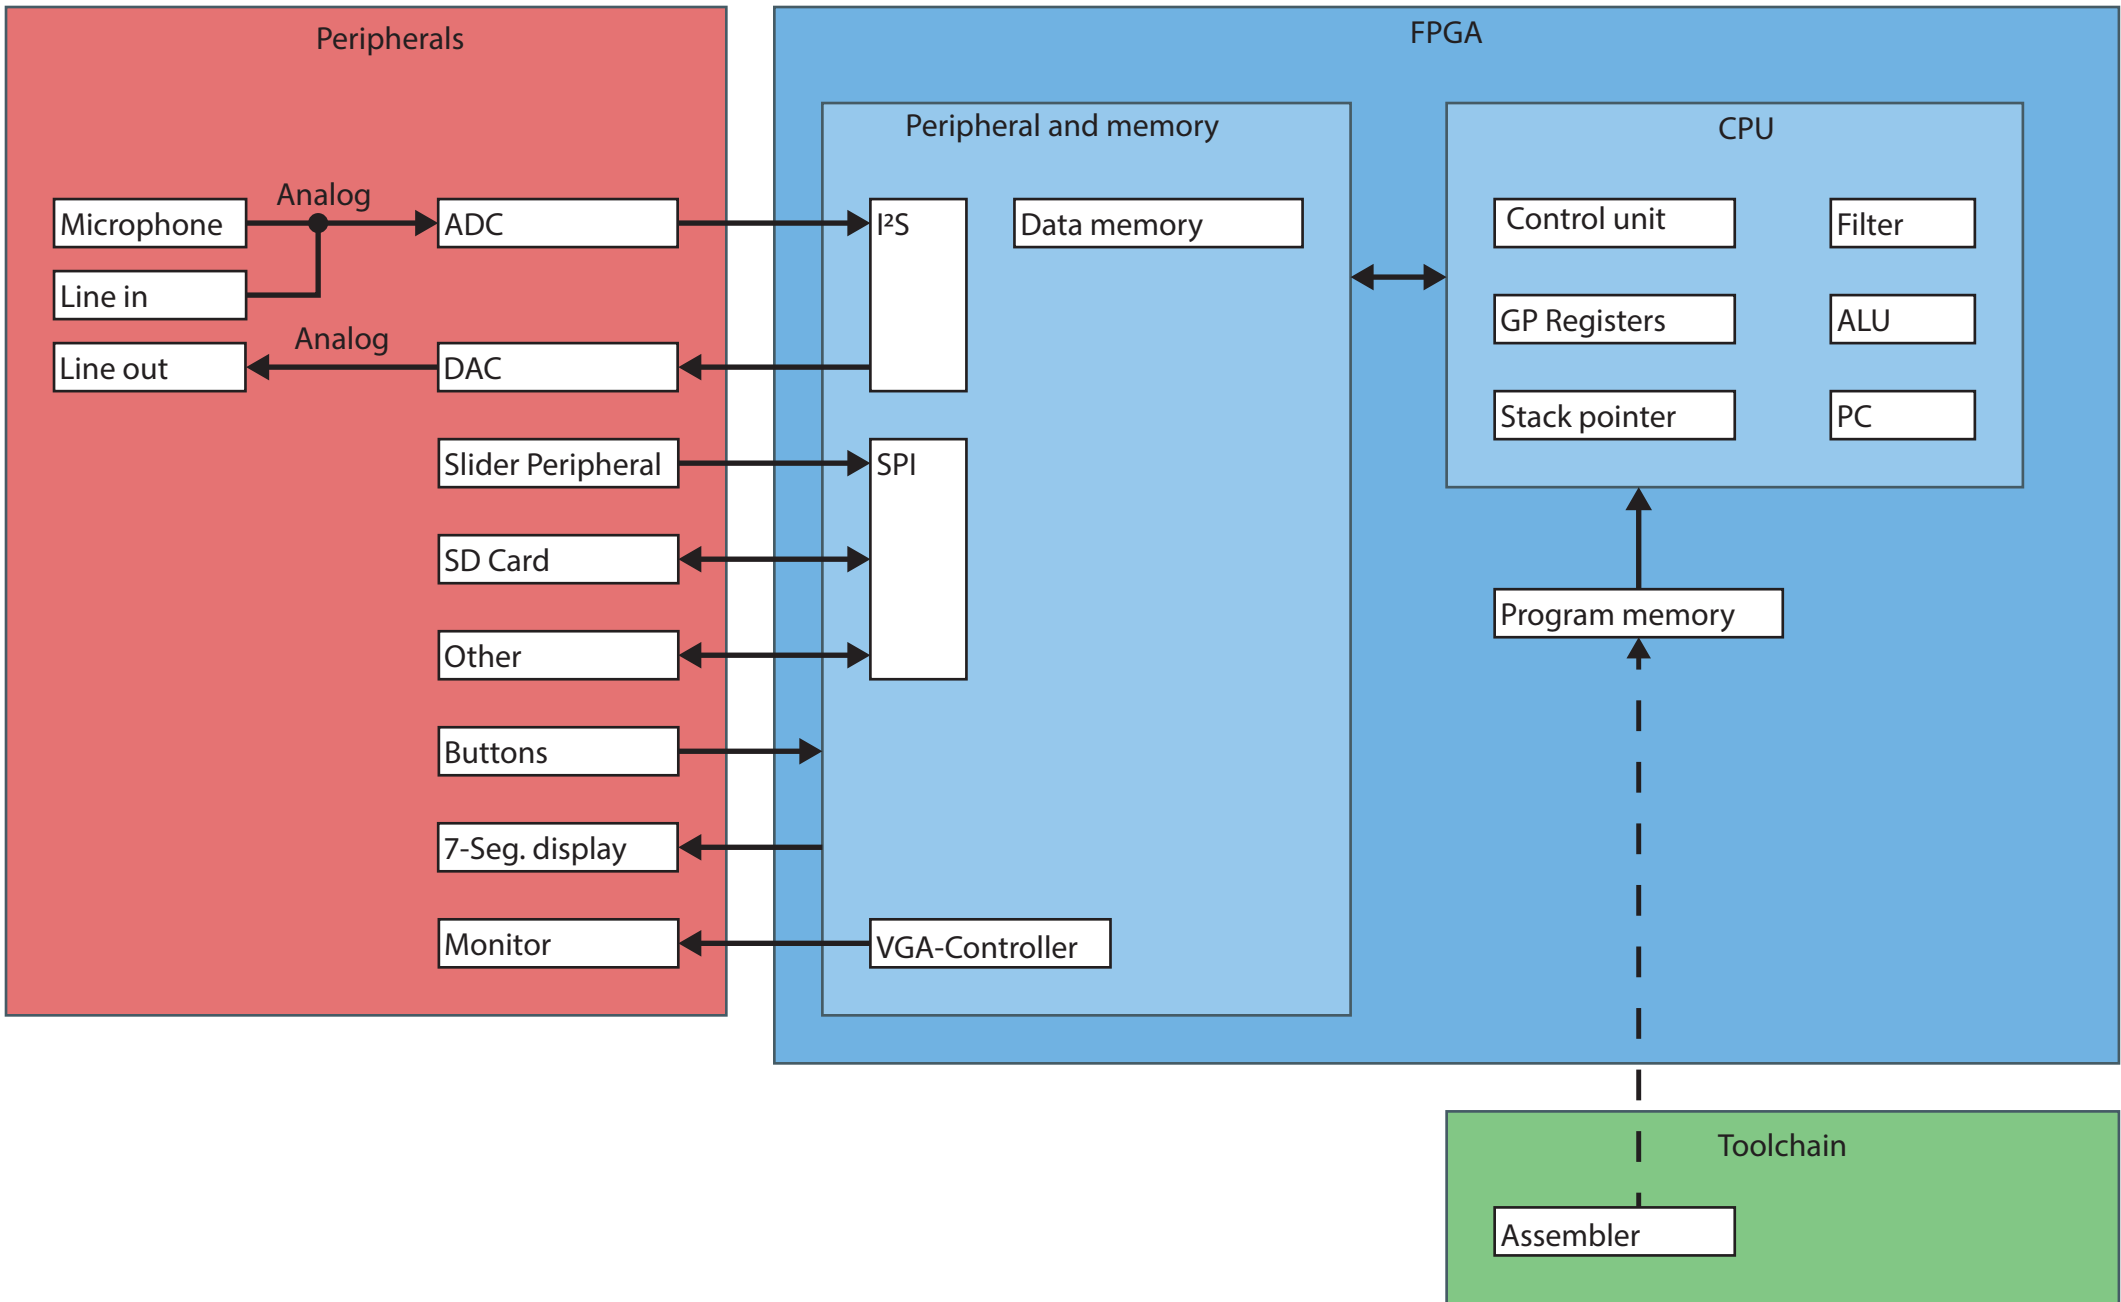 Peripherals
Analog
Microphone
ADC
Line in
Analog
Line out
DAC
Slider Peripheral
SD Card
Other
Buttons
7-Seg. display
Monitor
FPGA
Peripheral and memory
I²S
Data memory
SPI
VGA-Controller
CPU
Control unit
Filter
GP Registers
ALU
Stack pointer
PC
Program memory
Toolchain
Assembler